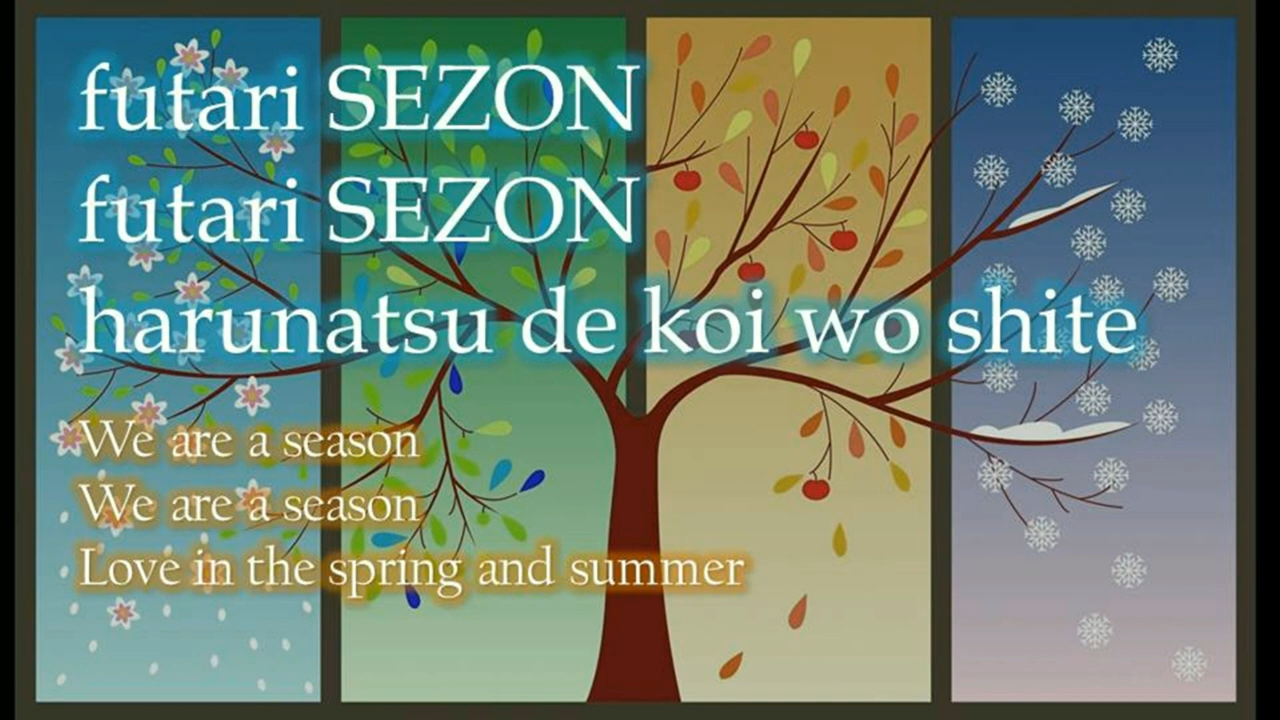 futari SEZON
futari SEZON
harunatsu de koi wo shite
We are a season
We are a season
Love in the spring and summer